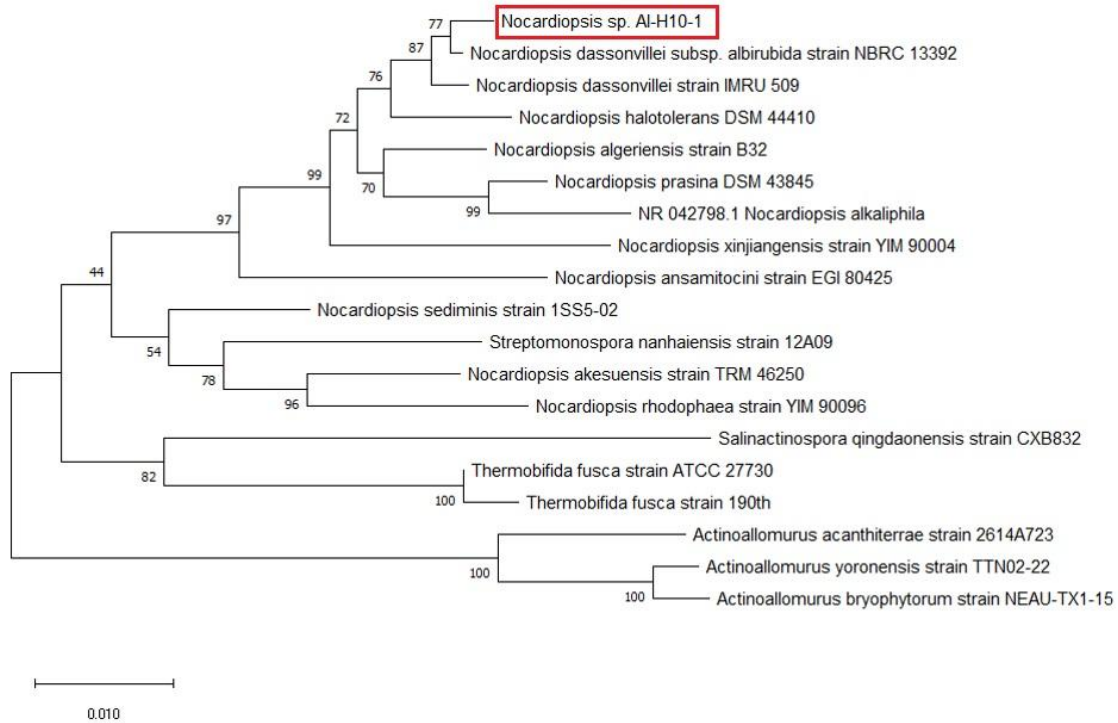 77
Nocardiopsis sp. Al-H10-1
87
Nocardiopsis dassonvillei subsp. albirubida strain NBRC 13392
76
Nocardiopsis dassonvillei strain IMRU 509
72
Nocardiopsis halotolerans DSM 44410
Nocardiopsis algeriensis strain B32
99
70
Nocardiopsis prasina DSM 43845
99
NR 042798.1 Nocardiopsis alkaliphila
97
Nocardiopsis xinjiangensis strain YIM 90004
44
Nocardiopsis ansamitocini strain EGI 80425
Nocardiopsis sediminis strain 1SS5-02
54
Streptomonospora nanhaiensis strain 12A09
78
Nocardiopsis akesuensis strain TRM 46250
96
Nocardiopsis rhodophaea strain YIM 90096
Salinactinospora qingdaonensis strain CXB832
82
Thermobifida fusca strain ATCC 27730
100
Thermobifida fusca strain 190th
Actinoallomurus acanthiterrae strain 2614A723
100
Actinoallomurus yoronensis strain TTN02-22
100
Actinoallomurus bryophytorum strain NEAU-TX1-15
0.010